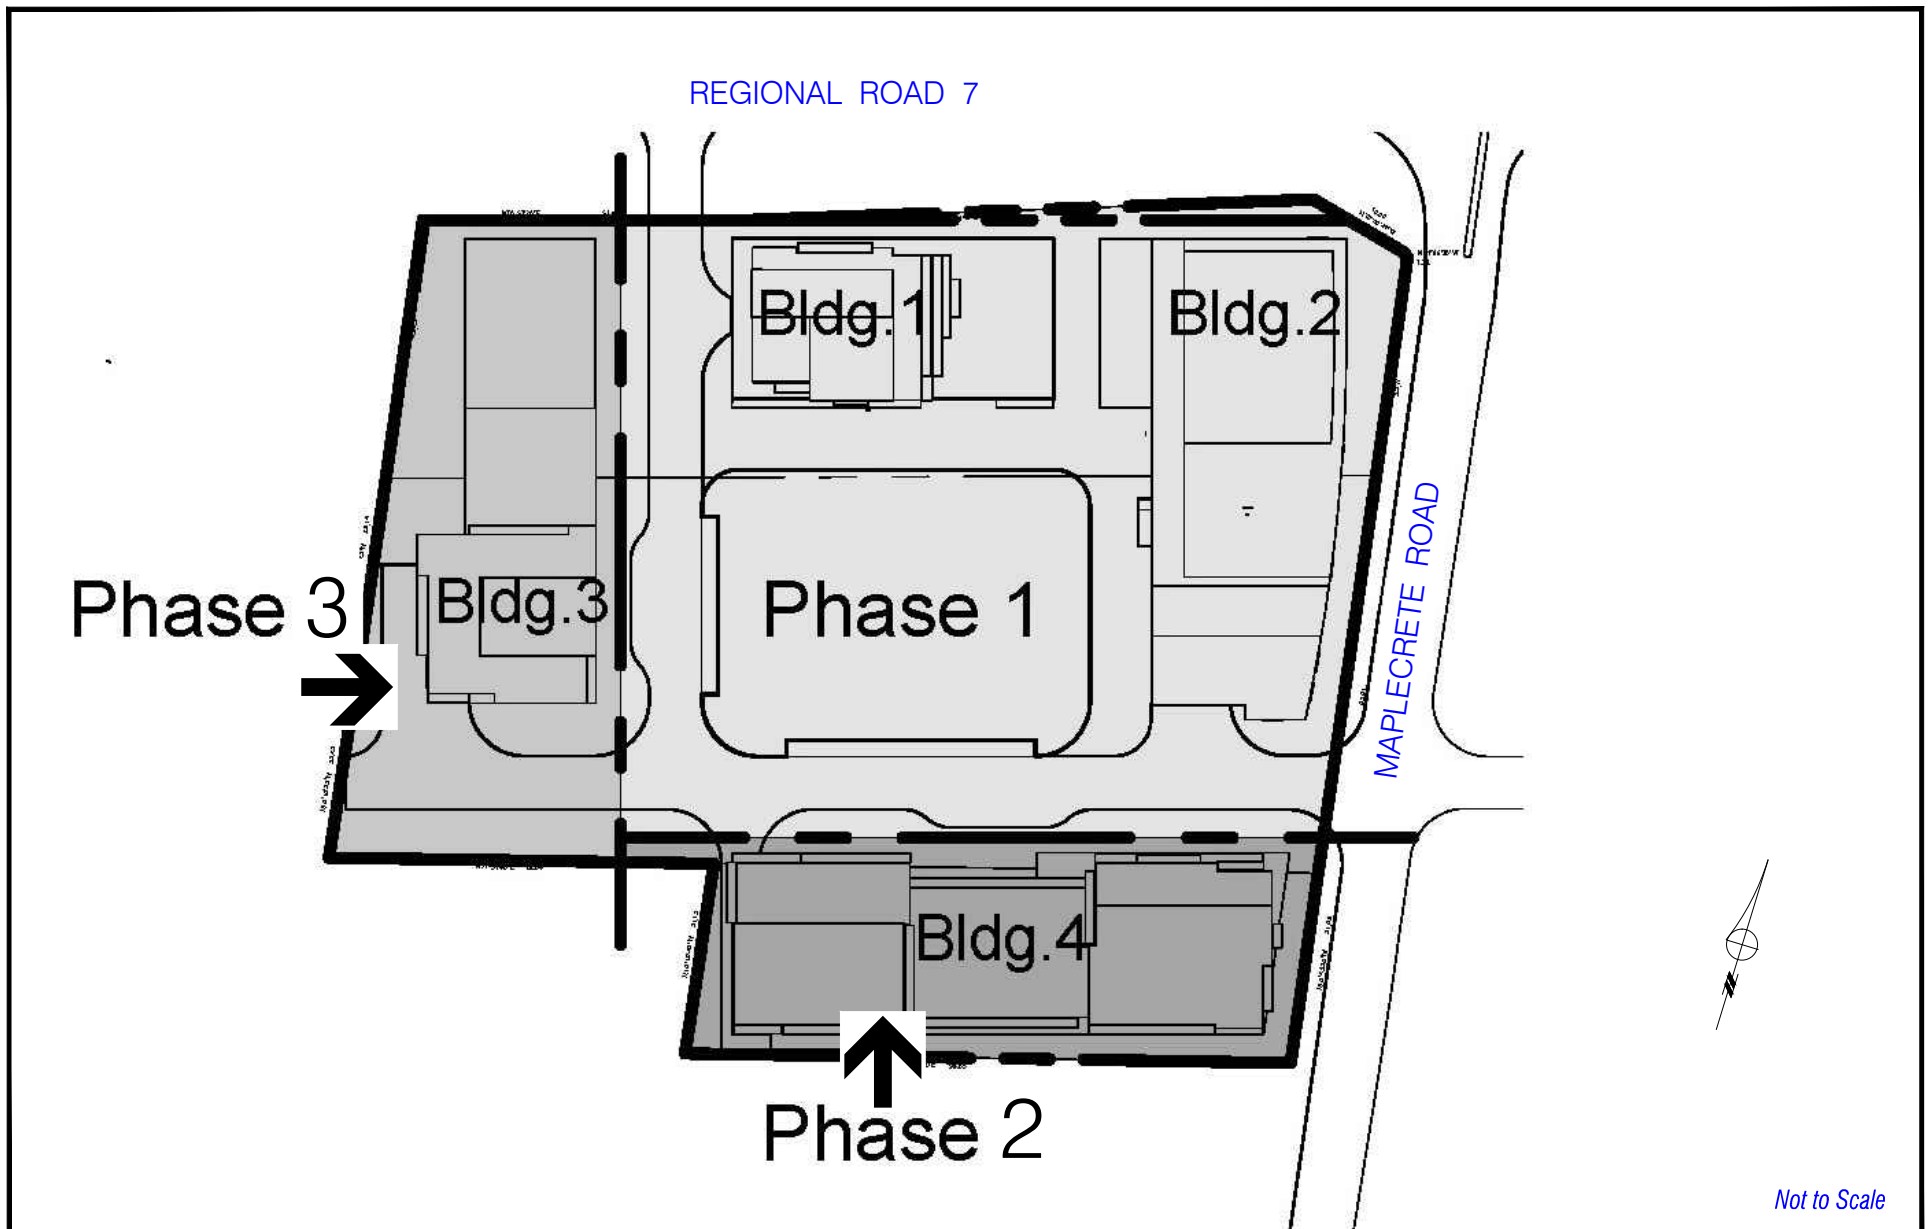 REGIONAL ROAD 7
Bldg.1
Bldg.2
Phase 3
Bldg.3
Phase 1
MAPLECRETE ROAD
Bldg.4
Phase 2
Not to Scale